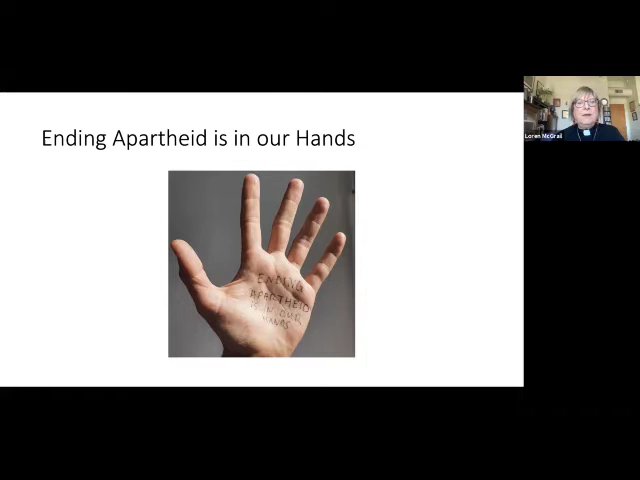 Ending Apartheid is in our Hands
ENDING
APARTHEID
IS IN OUR
HANDS
Loren McGrail